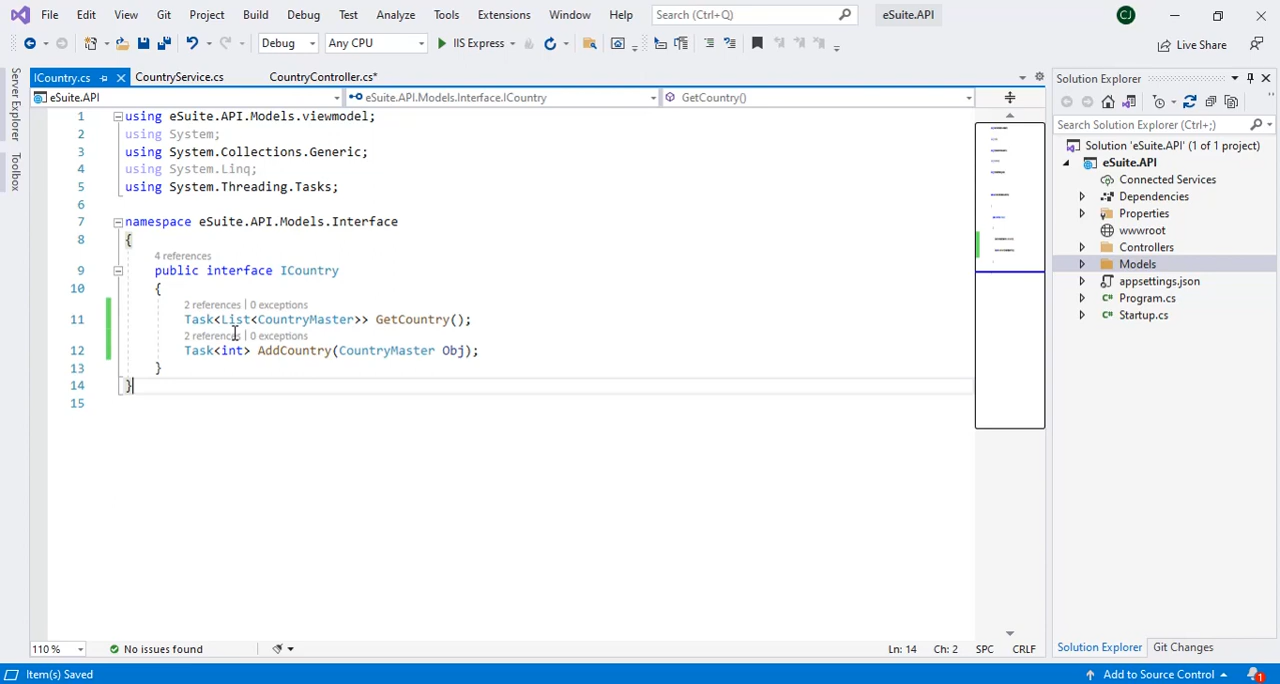 File Edit View Git Project Build Debug Test Analyze Tools Extensions Window Help Search (Ctrl+Q) eSuite.API CJ
Debug Any CPU IIS Express Live Share
ICountry.cs CountryService.cs CountryController.cs*
eSuite.API eSuite.API.Models.Interface.ICountry GetCountry()
Server Explorer
Toolbox
1 using eSuite.API.Models.viewmodel;
2 using System;
3 using System.Collections.Generic;
4 using System.Linq;
5 using System.Threading.Tasks;
6
7 namespace eSuite.API.Models.Interface
8 {
4 references
9 public interface ICountry
10 {
2 references | 0 exceptions
11 Task<List<CountryMaster>> GetCountry();
2 references | 0 exceptions
12 Task<int> AddCountry(CountryMaster Obj);
13 }
14 }
15
110 % No issues found Ln: 14 Ch: 2 SPC CRLF
Solution Explorer
Search Solution Explorer (Ctrl+;)
Solution 'eSuite.API' (1 of 1 project)
eSuite.API
Connected Services
Dependencies
Properties
wwwroot
Controllers
Models
appsettings.json
Program.cs
Startup.cs
Solution Explorer Git Changes
Item(s) Saved Add to Source Control 1